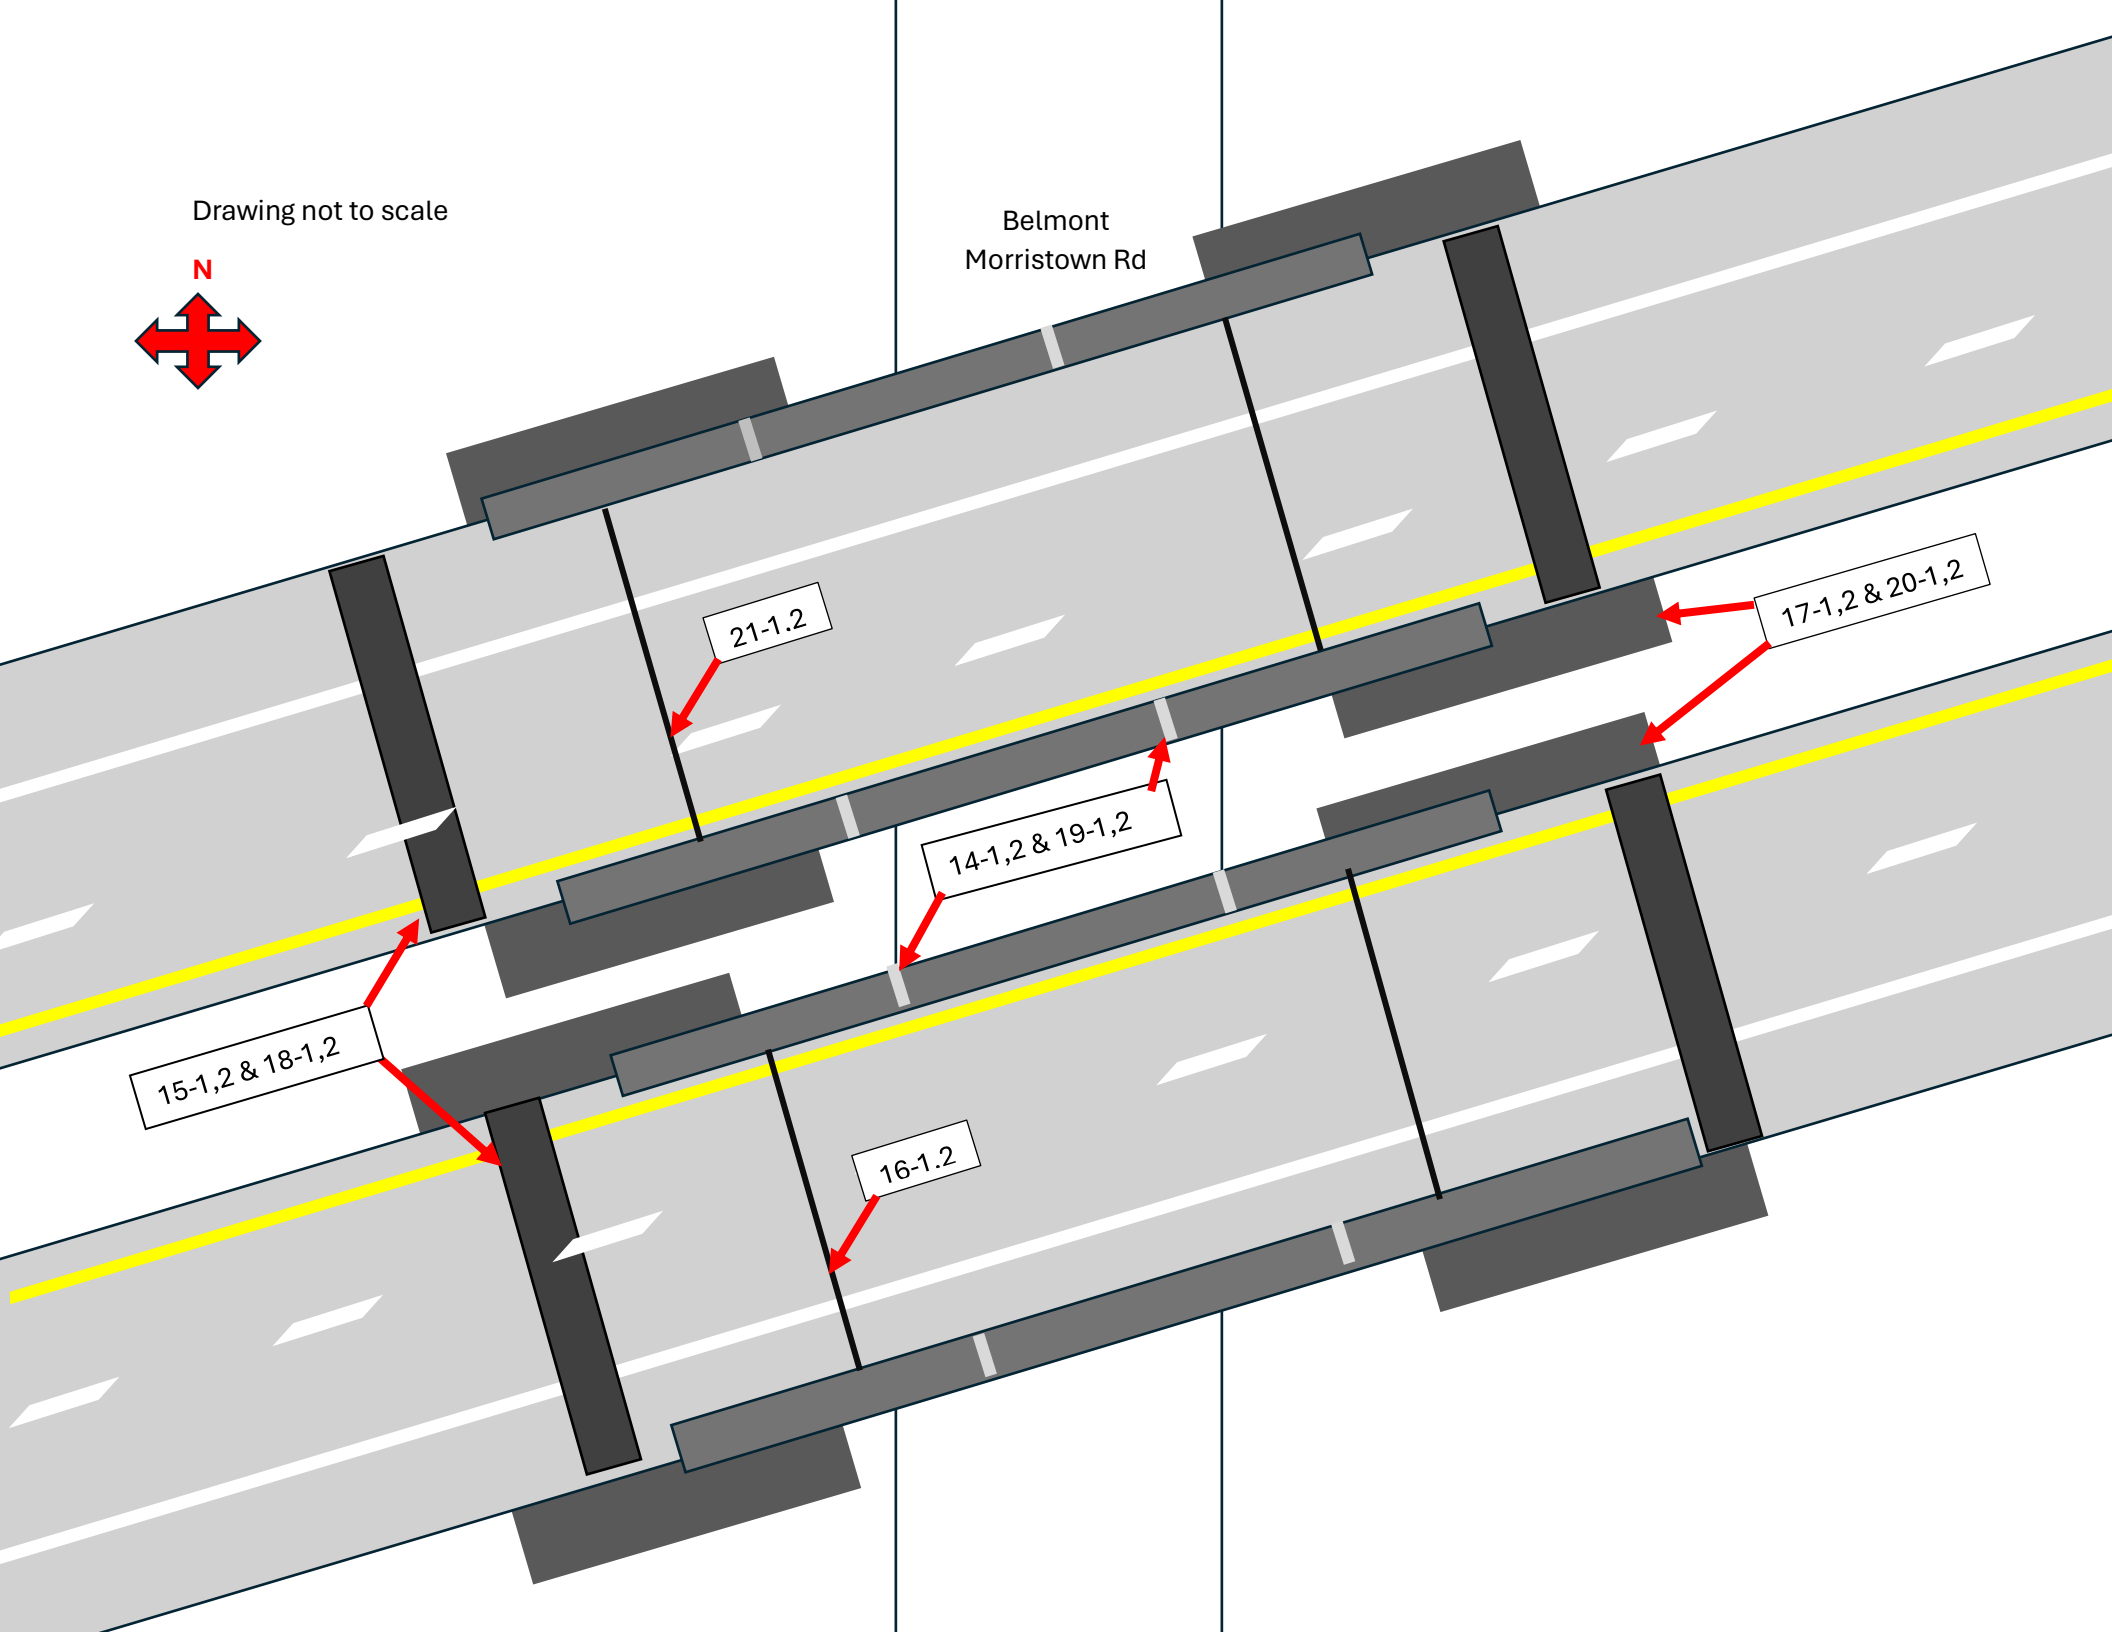 Drawing not to scale
N
Belmont
Morristown Rd
17-1,2 & 20-1,2
21-1.2
14-1,2 & 19-1,2
15-1,2 & 18-1,2
16-1.2